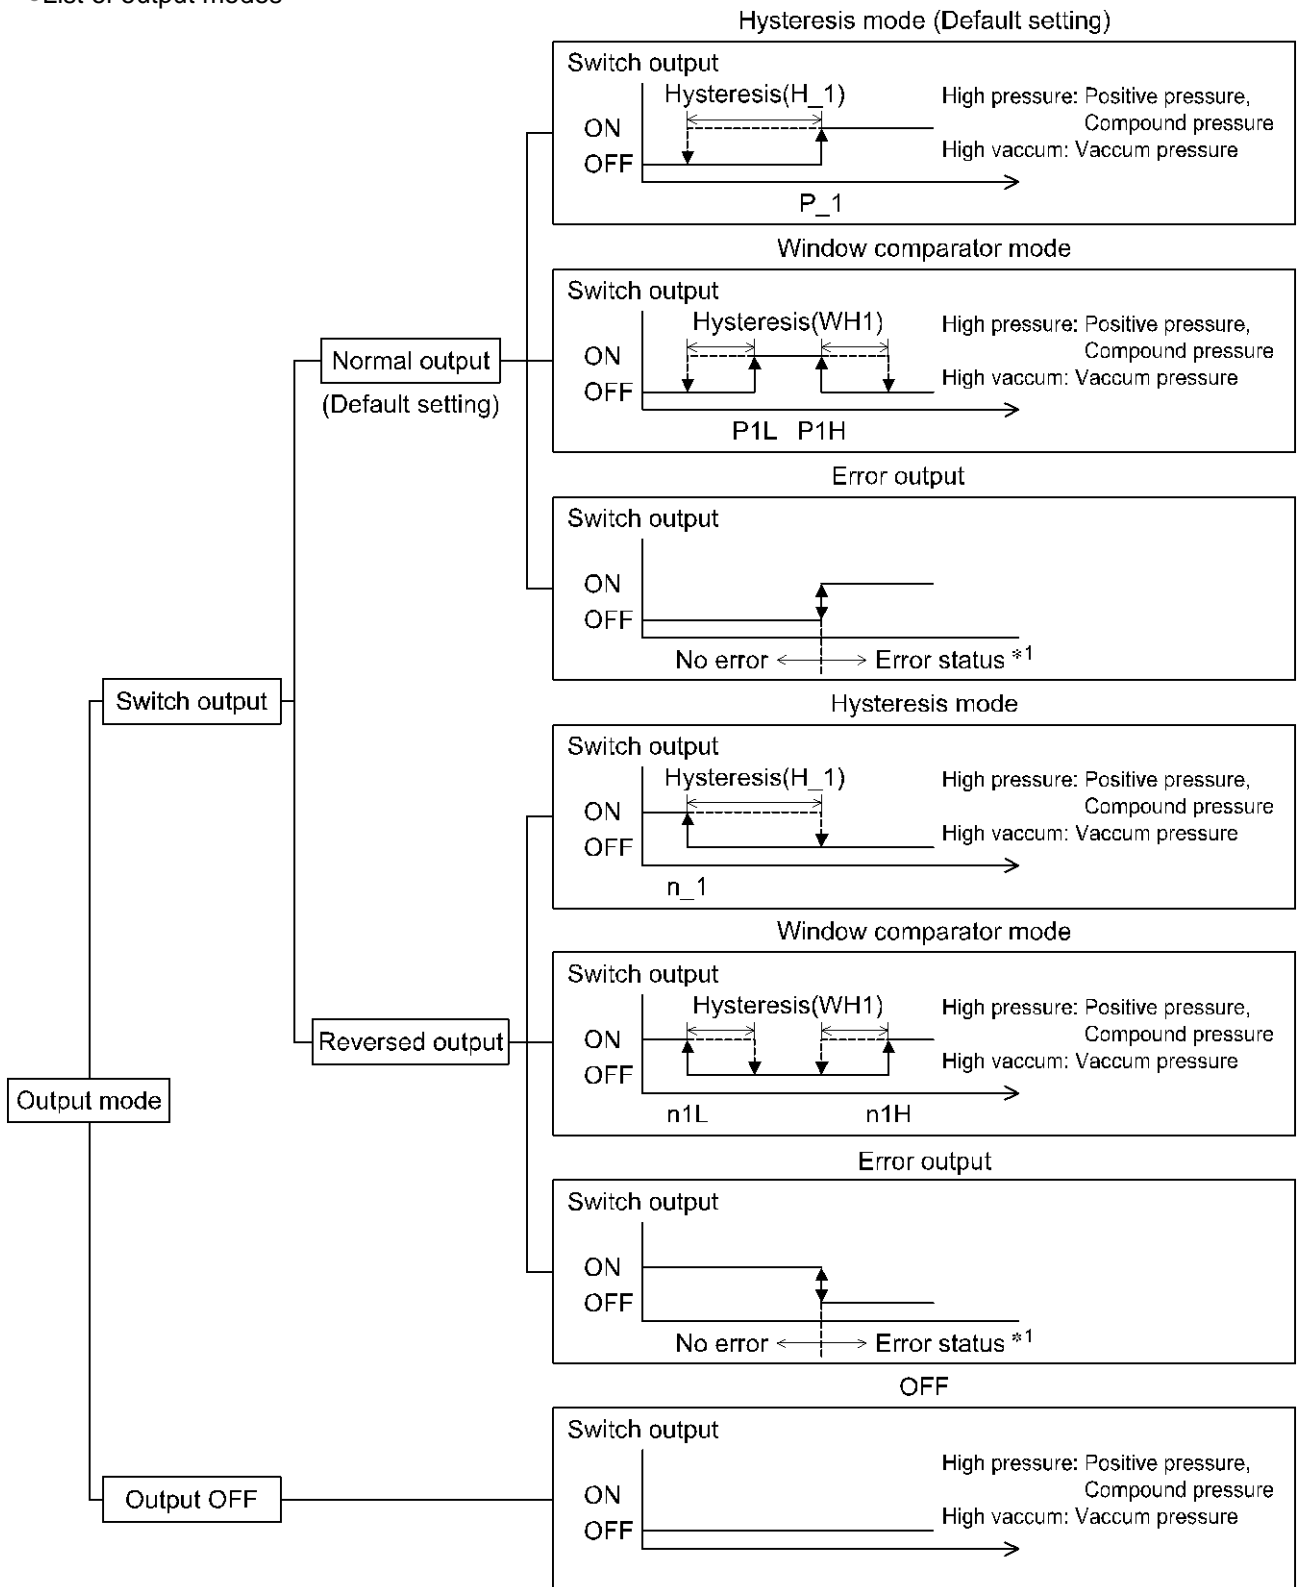 List of output modes
Hysteresis mode (Default setting)
Switch output
Hysteresis(H_1)
High pressure: Positive pressure,
Compound pressure
High vaccum: Vaccum pressure
ON
OFF
P_1
Window comparator mode
Switch output
Hysteresis(WH1)
High pressure: Positive pressure,
Compound pressure
High vaccum: Vaccum pressure
ON
OFF
P1L P1H
Normal output
(Default setting)
Error output
Switch output
ON
OFF
No error
Error status *1
Switch output
Hysteresis mode
Switch output
Hysteresis(H_1)
High pressure: Positive pressure,
Compound pressure
High vaccum: Vaccum pressure
ON
OFF
n_1
Window comparator mode
Switch output
Hysteresis(WH1)
High pressure: Positive pressure,
Compound pressure
High vaccum: Vaccum pressure
ON
OFF
n1L n1H
Reversed output
Output mode
Error output
Switch output
ON
OFF
No error
Error status *1
OFF
Switch output
High pressure: Positive pressure,
Compound pressure
High vaccum: Vaccum pressure
ON
OFF
Output OFF